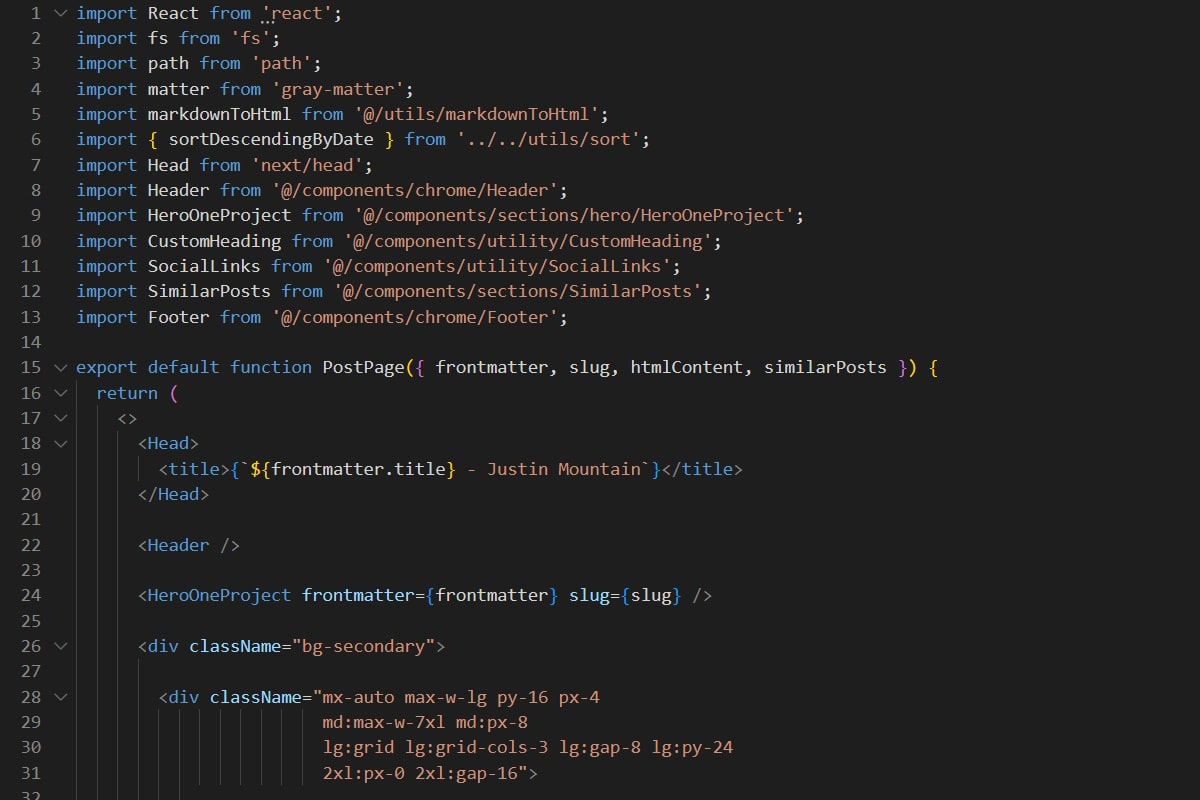 1 import React from 'react';
2 import fs from 'fs';
3 import path from 'path';
4 import matter from 'gray-matter';
5 import markdownToHtml from '@/utils/markdownToHtml';
6 import { sortDescendingByDate } from '../../utils/sort';
7 import Head from 'next/head';
8 import Header from '@/components/chrome/Header';
9 import HeroOneProject from '@/components/sections/hero/HeroOneProject';
10 import CustomHeading from '@/components/utility/CustomHeading';
11 import SocialLinks from '@/components/utility/SocialLinks';
12 import SimilarPosts from '@/components/sections/SimilarPosts';
13 import Footer from '@/components/chrome/Footer';
14
15 export default function PostPage({ frontmatter, slug, htmlContent, similarPosts }) {
16 return (
17 <>
18 <Head>
19 <title>{`${frontmatter.title} - Justin Mountain`}</title>
20 </Head>
21
22 <Header />
23
24 <HeroOneProject frontmatter={frontmatter} slug={slug} />
25
26 <div className="bg-secondary">
27
28 <div className="mx-auto max-w-lg py-16 px-4
29 md:max-w-7xl md:px-8
30 lg:grid lg:grid-cols-3 lg:gap-8 lg:py-24
31 2xl:px-0 2xl:gap-16">
32